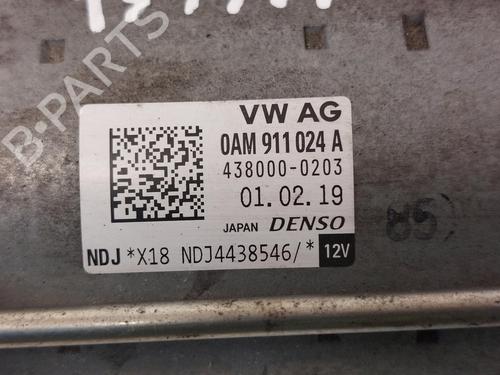 VW AG
0AM 911 024 A
438000-0203
01.02.19
JAPAN DENSO
NDJ *X18 NDJ4438546/* 12V
B-PARTS